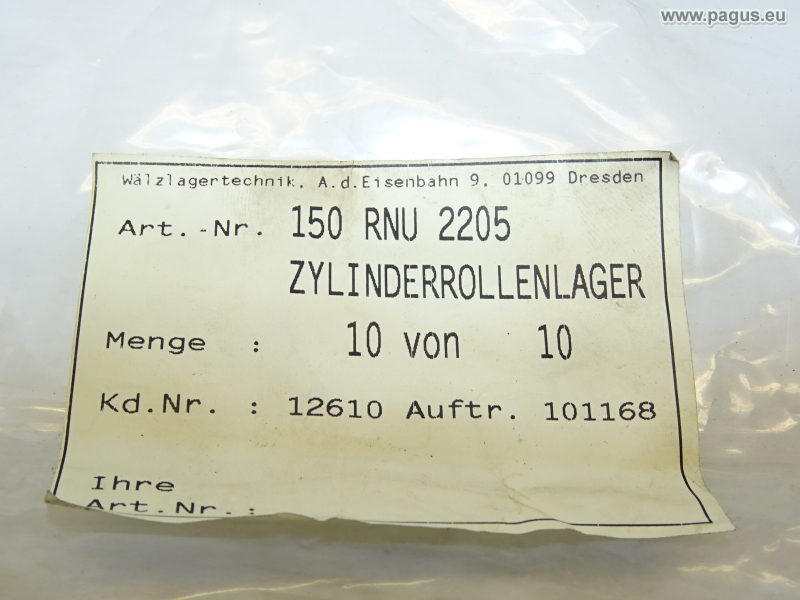 www.pagus.eu
Wälzlagertechnik, A.d.Eisenbahn 9, 01099 Dresden
Art.-Nr. 150 RNU 2205
ZYLINDERROLLENLAGER
Menge : 10 von 10
Kd.Nr. : 12610 Auftr. 101168
Ihre
Art.Nr.: